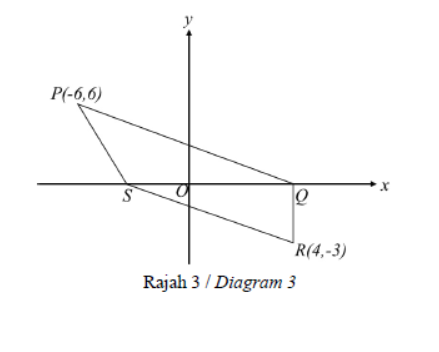 y
P(-6,6)
x
S
O
Q
R(4,-3)
Rajah 3 / Diagram 3